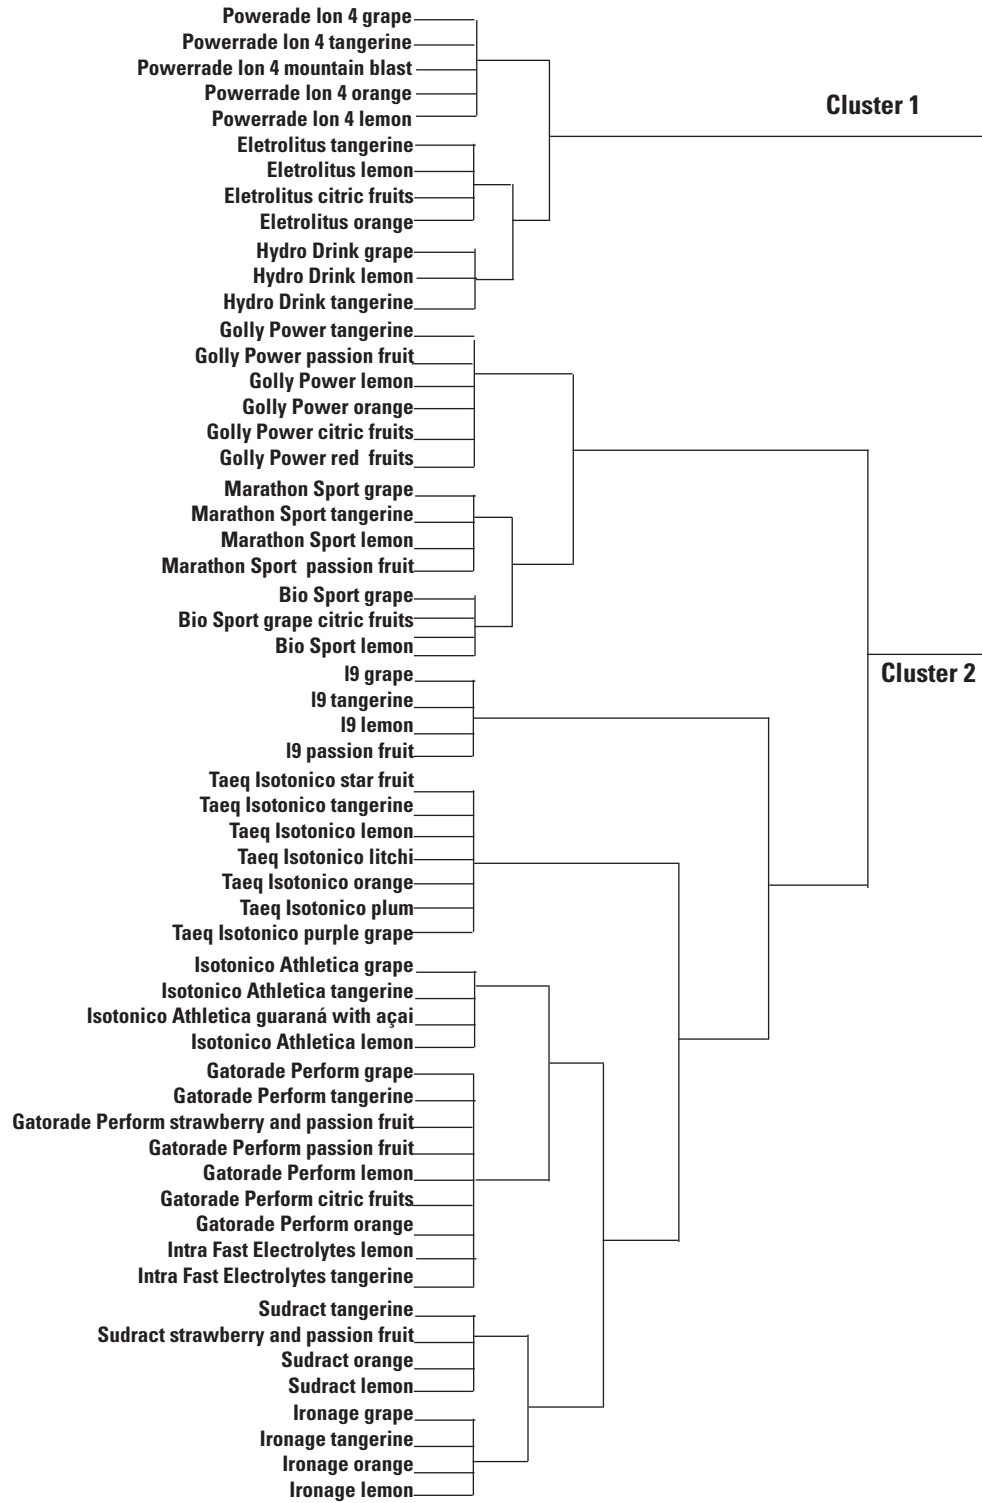 Powerade Ion 4 grape
Powerrade Ion 4 tangerine
Powerrade Ion 4 mountain blast
Powerrade Ion 4 orange
Cluster 1
Powerrade Ion 4 lemon
Eletrolitus tangerine
Eletrolitus lemon
Eletrolitus citric fruits
Eletrolitus orange
Hydro Drink grape
Hydro Drink lemon
Hydro Drink tangerine
Golly Power tangerine
Golly Power passion fruit
Golly Power lemon
Golly Power orange
Golly Power citric fruits
Golly Power red fruits
Marathon Sport grape
Marathon Sport tangerine
Marathon Sport lemon
Marathon Sport passion fruit
Bio Sport grape
Bio Sport grape citric fruits
Bio Sport lemon
I9 grape
Cluster 2
I9 tangerine
I9 lemon
I9 passion fruit
Taeq Isotonico star fruit
Taeq Isotonico tangerine
Taeq Isotonico lemon
Taeq Isotonico litchi
Taeq Isotonico orange
Taeq Isotonico plum
Taeq Isotonico purple grape
Isotonico Athletica grape
Isotonico Athletica tangerine
Isotonico Athletica guaraná with açai
Isotonico Athletica lemon
Gatorade Perform grape
Gatorade Perform tangerine
Gatorade Perform strawberry and passion fruit
Gatorade Perform passion fruit
Gatorade Perform lemon
Gatorade Perform citric fruits
Gatorade Perform orange
Intra Fast Electrolytes lemon
Intra Fast Electrolytes tangerine
Sudract tangerine
Sudract strawberry and passion fruit
Sudract orange
Sudract lemon
Ironage grape
Ironage tangerine
Ironage orange
Ironage lemon